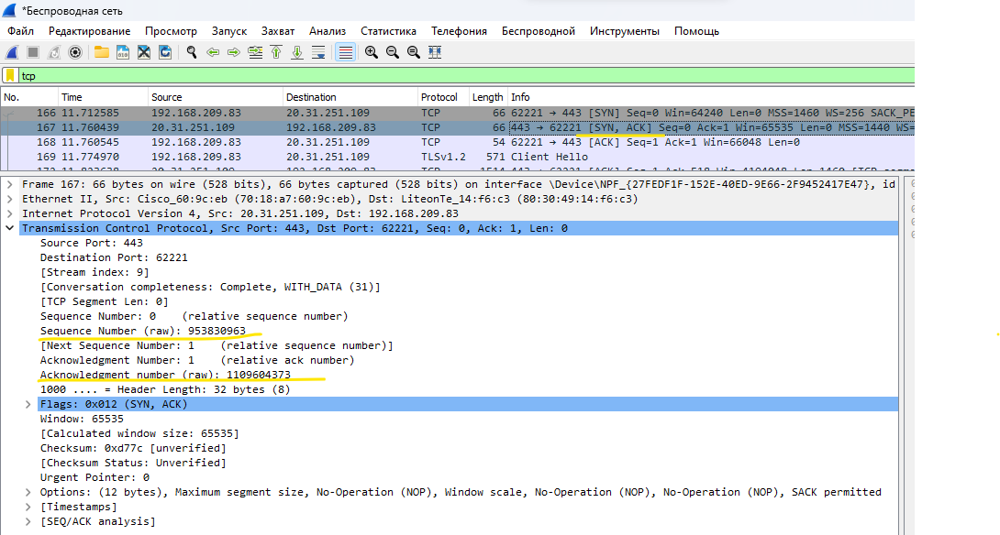 *Беспроводная сеть
Файл Редактирование Просмотр Запуск Захват Анализ Статистика Телефония Беспроводной Инструменты Помощь
tcp
No. Time Source Destination Protocol Length Info
166 11.712585 192.168.209.83 20.31.251.109 TCP 66 62221 → 443 [SYN] Seq=0 Win=64240 Len=0 MSS=1460 WS=256 SACK_PE
167 11.760439 20.31.251.109 192.168.209.83 TCP 66 443 → 62221 [SYN, ACK] Seq=0 Ack=1 Win=65535 Len=0 MSS=1440 WS=
168 11.760545 192.168.209.83 20.31.251.109 TCP 54 62221 → 443 [ACK] Seq=1 Ack=1 Win=66048 Len=0
169 11.774970 192.168.209.83 20.31.251.109 TLSv1.2 571 Client Hello
Frame 167: 66 bytes on wire (528 bits), 66 bytes captured (528 bits) on interface \Device\NPF_{27FEDF1F-152E-40ED-9E66-2F9452417E47}, id
Ethernet II, Src: Cisco_60:9c:eb (70:18:a7:60:9c:eb), Dst: LiteonTe_14:f6:c3 (80:30:49:14:f6:c3)
Internet Protocol Version 4, Src: 20.31.251.109, Dst: 192.168.209.83
Transmission Control Protocol, Src Port: 443, Dst Port: 62221, Seq: 0, Ack: 1, Len: 0
Source Port: 443
Destination Port: 62221
[Stream index: 9]
[Conversation completeness: Complete, WITH_DATA (31)]
[TCP Segment Len: 0]
Sequence Number: 0 (relative sequence number)
Sequence Number (raw): 953830963
[Next Sequence Number: 1 (relative sequence number)]
Acknowledgment Number: 1 (relative ack number)
Acknowledgment number (raw): 1109604373
1000 .... = Header Length: 32 bytes (8)
Flags: 0x012 (SYN, ACK)
Window: 65535
[Calculated window size: 65535]
Checksum: 0xd77c [unverified]
[Checksum Status: Unverified]
Urgent Pointer: 0
Options: (12 bytes), Maximum segment size, No-Operation (NOP), Window scale, No-Operation (NOP), No-Operation (NOP), SACK permitted
[Timestamps]
[SEQ/ACK analysis]